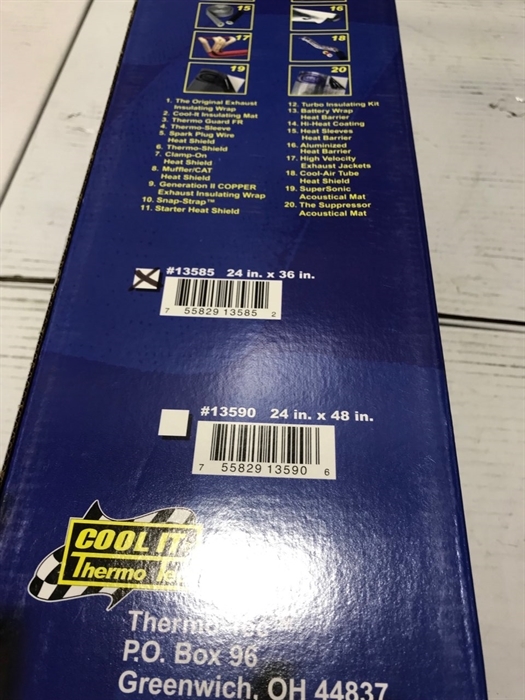 15
16
17
18
19
20
1. The Original Exhaust
Insulating Wrap
2. Cool-It Insulating Mat
3. Thermo Guard FR
4. Thermo-Sleeve
5. Spark Plug Wire
Heat Shield
6. Thermo-Shield
7. Clamp-On
Heat Shield
8. Muffler/CAT
Heat Shield
9. Generation II COPPER
Exhaust Insulating Wrap
10. Snap-Strap™
11. Starter Heat Shield
12. Turbo Insulating Kit
13. Battery Wrap
Heat Barrier
14. Hi-Heat Coating
15. Heat Sleeves
Heat Barrier
16. Aluminized
Heat Barrier
17. High Velocity
Exhaust Jackets
18. Cool-Air Tube
Heat Shield
19. SuperSonic
Acoustical Mat
20. The Suppressor
Acoustical Mat
#13585 24 in. x 36 in.
7 55829 13585 2
#13590 24 in. x 48 in.
7 55829 13590 6
COOL IT!
Thermo Tec
Thermo Tec™
P.O. Box 96
Greenwich, OH 44837